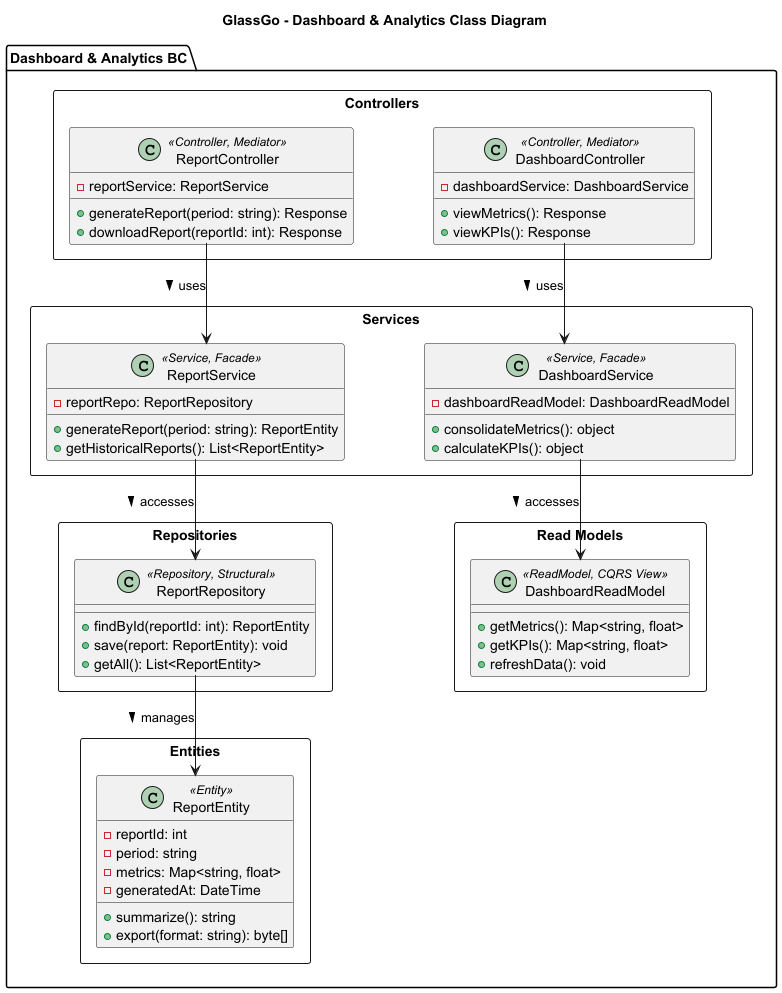 GlassGo - Dashboard & Analytics Class Diagram
Dashboard & Analytics BC
Controllers
C
«Controller, Mediator»
ReportController
reportService: ReportService
generateReport(period: string): Response
downloadReport(reportId: int): Response
C
«Controller, Mediator»
DashboardController
dashboardService: DashboardService
viewMetrics(): Response
viewKPIs(): Response
uses
uses
Services
C
«Service, Facade»
ReportService
reportRepo: ReportRepository
generateReport(period: string): ReportEntity
getHistoricalReports(): List<ReportEntity>
C
«Service, Facade»
DashboardService
dashboardReadModel: DashboardReadModel
consolidateMetrics(): object
calculateKPIs(): object
accesses
accesses
Repositories
C
«Repository, Structural»
ReportRepository
findById(reportId: int): ReportEntity
save(report: ReportEntity): void
getAll(): List<ReportEntity>
Read Models
C
«ReadModel, CQRS View»
DashboardReadModel
getMetrics(): Map<string, float>
getKPIs(): Map<string, float>
refreshData(): void
manages
Entities
C
«Entity»
ReportEntity
reportId: int
period: string
metrics: Map<string, float>
generatedAt: DateTime
summarize(): string
export(format: string): byte[]